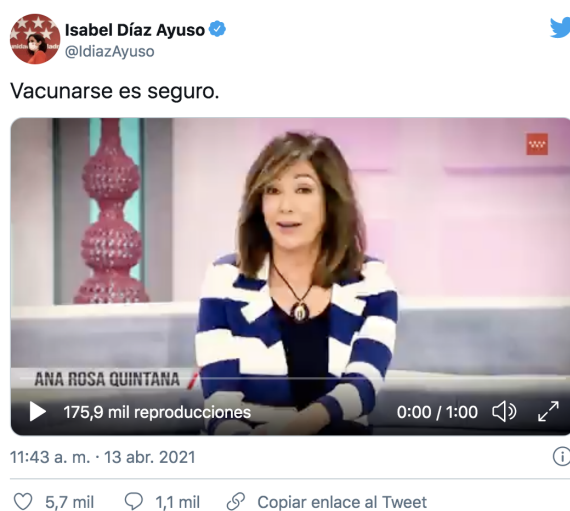 Isabel Díaz Ayuso
@IdiazAyuso
Vacunarse es seguro.
ANA ROSA QUINTANA
175,9 mil reproducciones
0:00 / 1:00
11:43 a. m. · 13 abr. 2021
5,7 mil
1,1 mil
Copiar enlace al Tweet